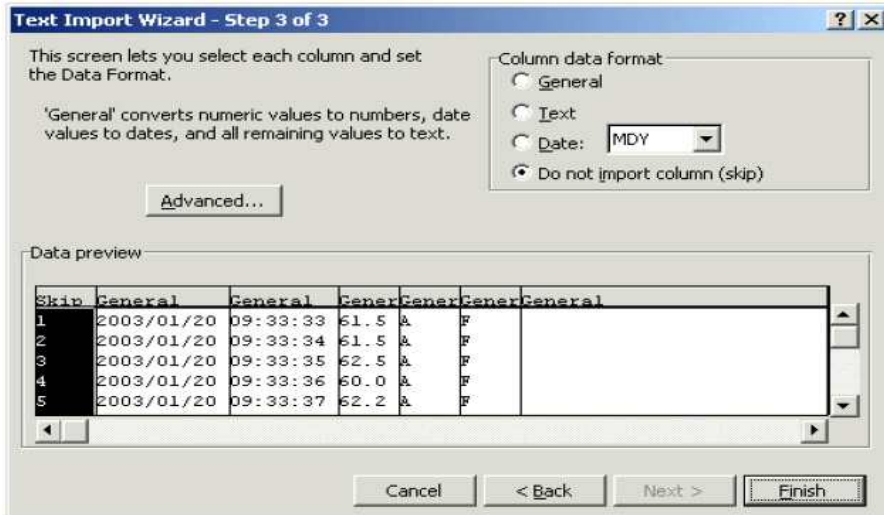 Text Import Wizard - Step 3 of 3
This screen lets you select each column and set
the Data Format.
'General' converts numeric values to numbers, date
values to dates, and all remaining values to text.
Advanced...
Column data format
General
Text
Date: MDY
Do not import column (skip)
Data preview
Skip General General GenerGenerGenerGeneral
1 2003/01/20 09:33:33 61.5 A F
2 2003/01/20 09:33:34 61.5 A F
3 2003/01/20 09:33:35 62.5 A F
4 2003/01/20 09:33:36 60.0 A F
5 2003/01/20 09:33:37 62.2 A F
Cancel < Back Next > Finish